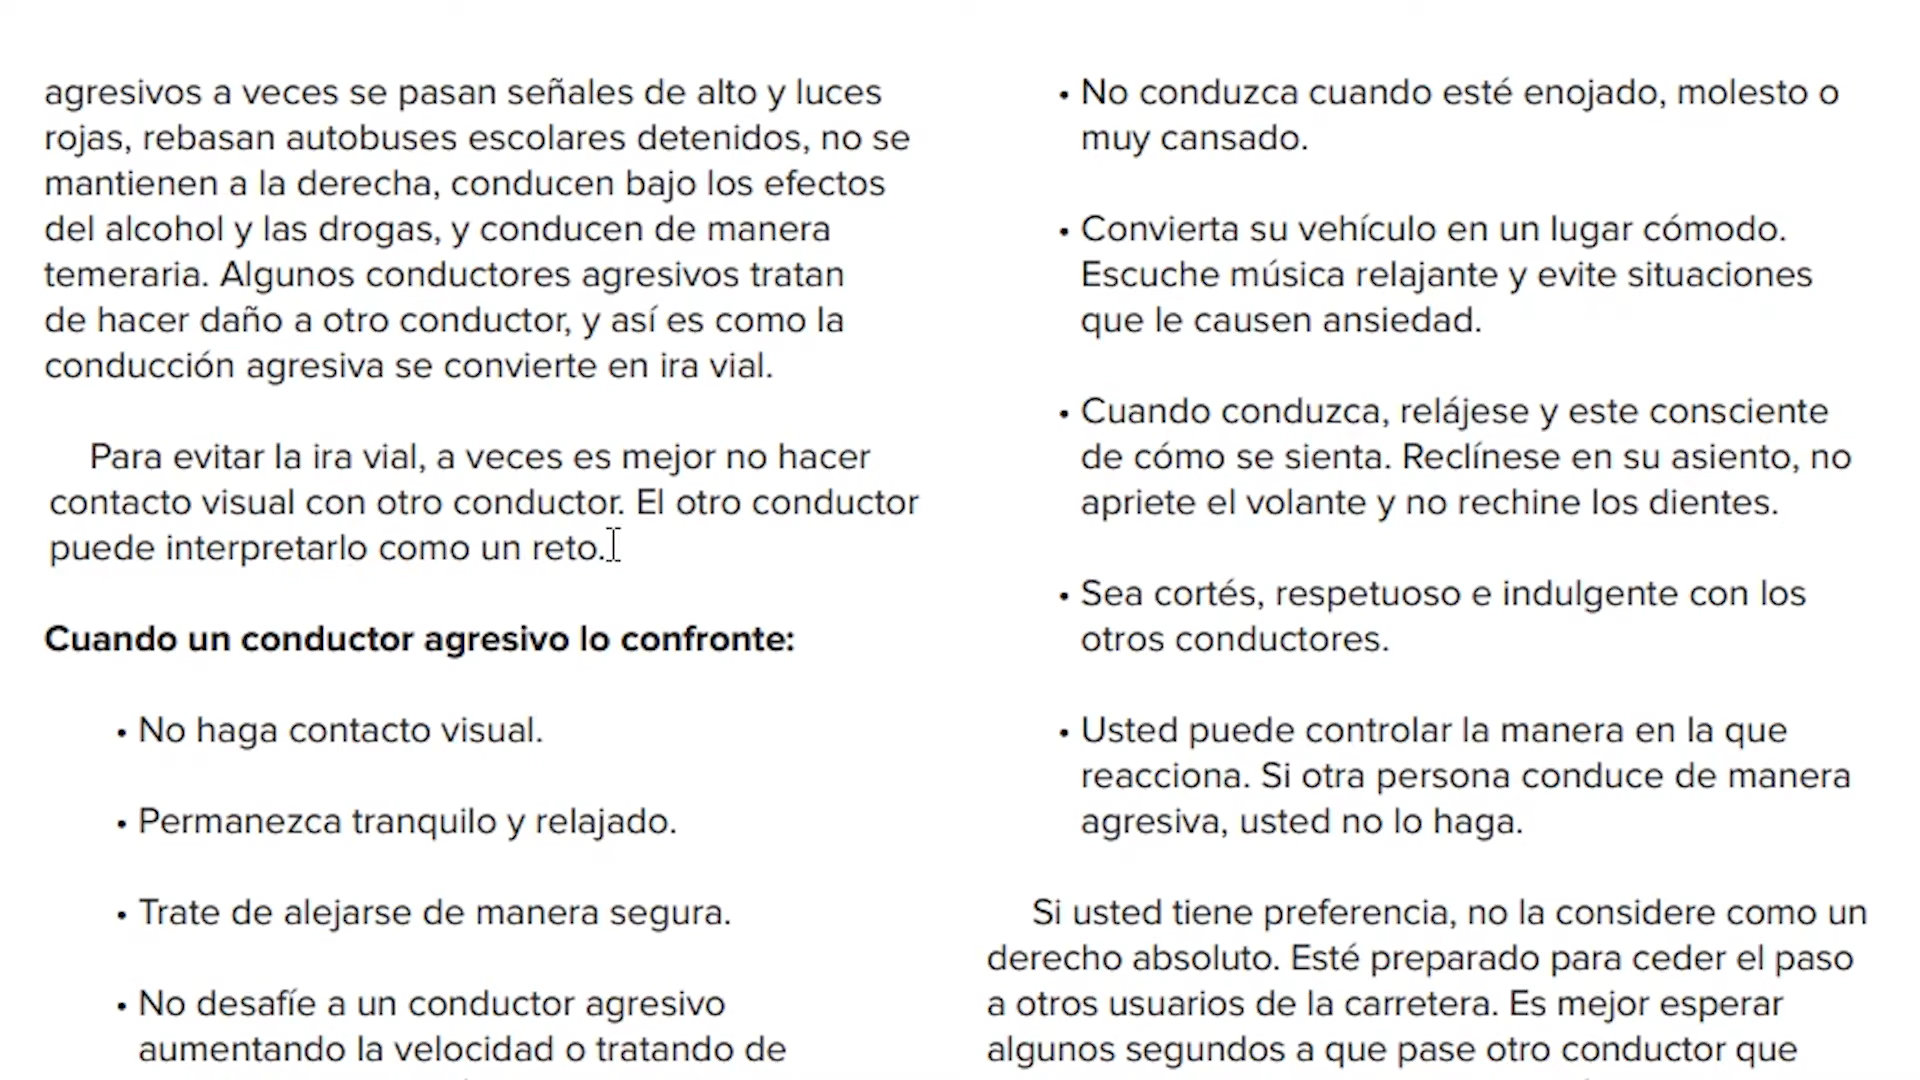 agresivos a veces se pasan señales de alto y luces
rojas, rebasan autobuses escolares detenidos, no se
mantienen a la derecha, conducen bajo los efectos
del alcohol y las drogas, y conducen de manera
temeraria. Algunos conductores agresivos tratan
de hacer daño a otro conductor, y así es como la
conducción agresiva se convierte en ira vial.
Para evitar la ira vial, a veces es mejor no hacer
contacto visual con otro conductor. El otro conductor
puede interpretarlo como un reto.
Cuando un conductor agresivo lo confronte:
• No haga contacto visual.
• Permanezca tranquilo y relajado.
• Trate de alejarse de manera segura.
• No desafíe a un conductor agresivo
aumentando la velocidad o tratando de
• No conduzca cuando esté enojado, molesto o
muy cansado.
• Convierta su vehículo en un lugar cómodo.
Escuche música relajante y evite situaciones
que le causen ansiedad.
• Cuando conduzca, relájese y este consciente
de cómo se sienta. Reclínese en su asiento, no
apriete el volante y no rechine los dientes.
• Sea cortés, respetuoso e indulgente con los
otros conductores.
• Usted puede controlar la manera en la que
reacciona. Si otra persona conduce de manera
agresiva, usted no lo haga.
Si usted tiene preferencia, no la considere como un
derecho absoluto. Esté preparado para ceder el paso
a otros usuarios de la carretera. Es mejor esperar
algunos segundos a que pase otro conductor que